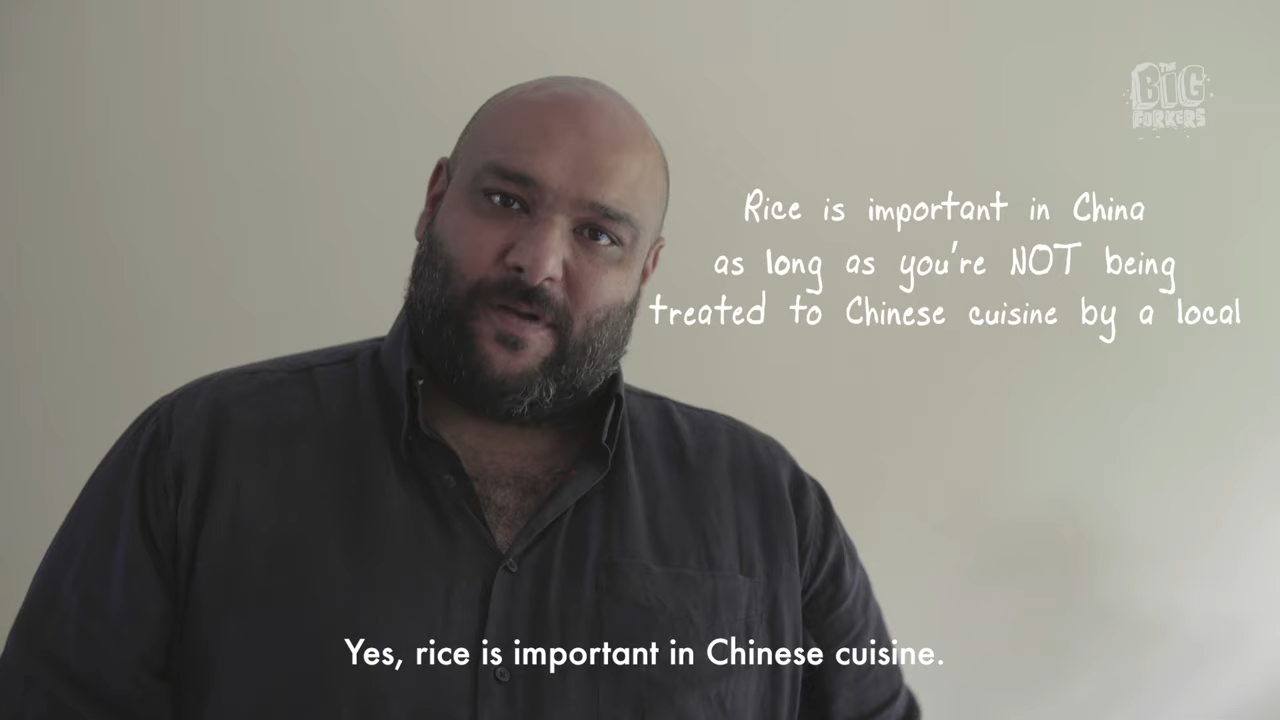 THE
BIG
FORKERS
Rice is important in China
as long as you're NOT being
treated to Chinese cuisine by a local
Yes, rice is important in Chinese cuisine.